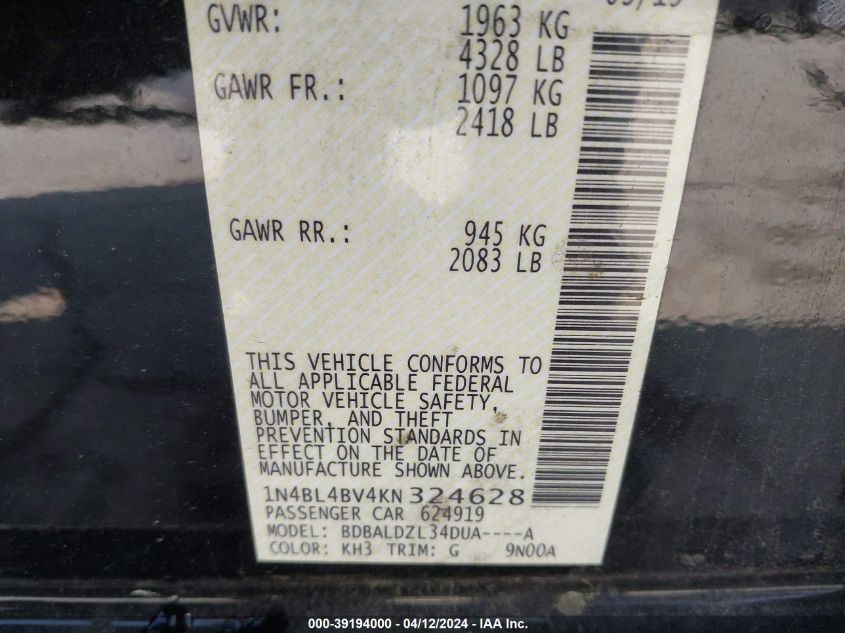 GVWR: 1963 KG
4328 LB
GAWR FR.: 1097 KG
2418 LB
GAWR RR.: 945 KG
2083 LB
THIS VEHICLE CONFORMS TO
ALL APPLICABLE FEDERAL
MOTOR VEHICLE SAFETY,
BUMPER, AND THEFT
PREVENTION STANDARDS IN
EFFECT ON THE DATE OF
MANUFACTURE SHOWN ABOVE.
1N4BL4BV4KN324628
PASSENGER CAR 624919
MODEL: BDBALDZL34DUA----A
COLOR: KH3 TRIM: G 9N00A
000-39194000 - 04/12/2024 - IAA Inc.